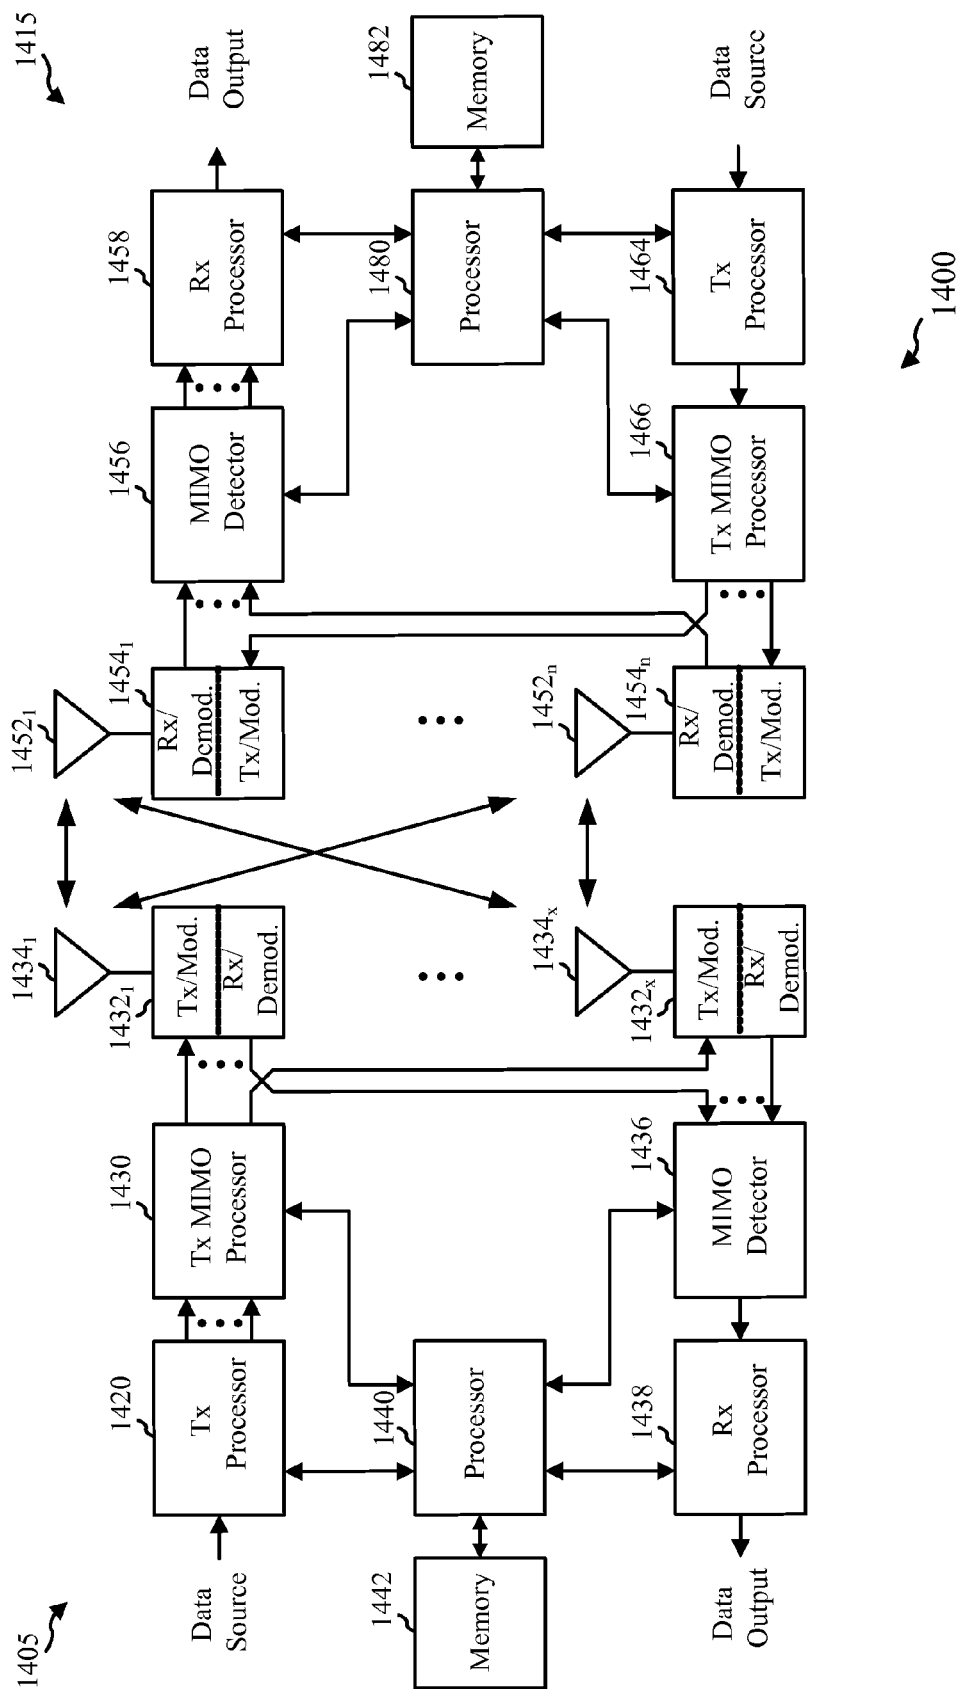 1405
1415
1434₁
1452₁
1420
1430
1432₁
1454₁
1456
1458
Data
Source
Tx
Processor
Tx MIMO
Processor
Tx/Mod.
Rx/
Demod.
Rx/
Demod.
Tx/Mod.
MIMO
Detector
Rx
Processor
Data
Output
1442
1440
1480
1482
Memory
Processor
Processor
Memory
1434ₓ
1452ₙ
1438
1436
1432ₓ
1454ₙ
1466
1464
Data
Output
Rx
Processor
MIMO
Detector
Tx/Mod.
Rx/
Demod.
Rx/
Demod.
Tx/Mod.
Tx MIMO
Processor
Tx
Processor
Data
Source
1400